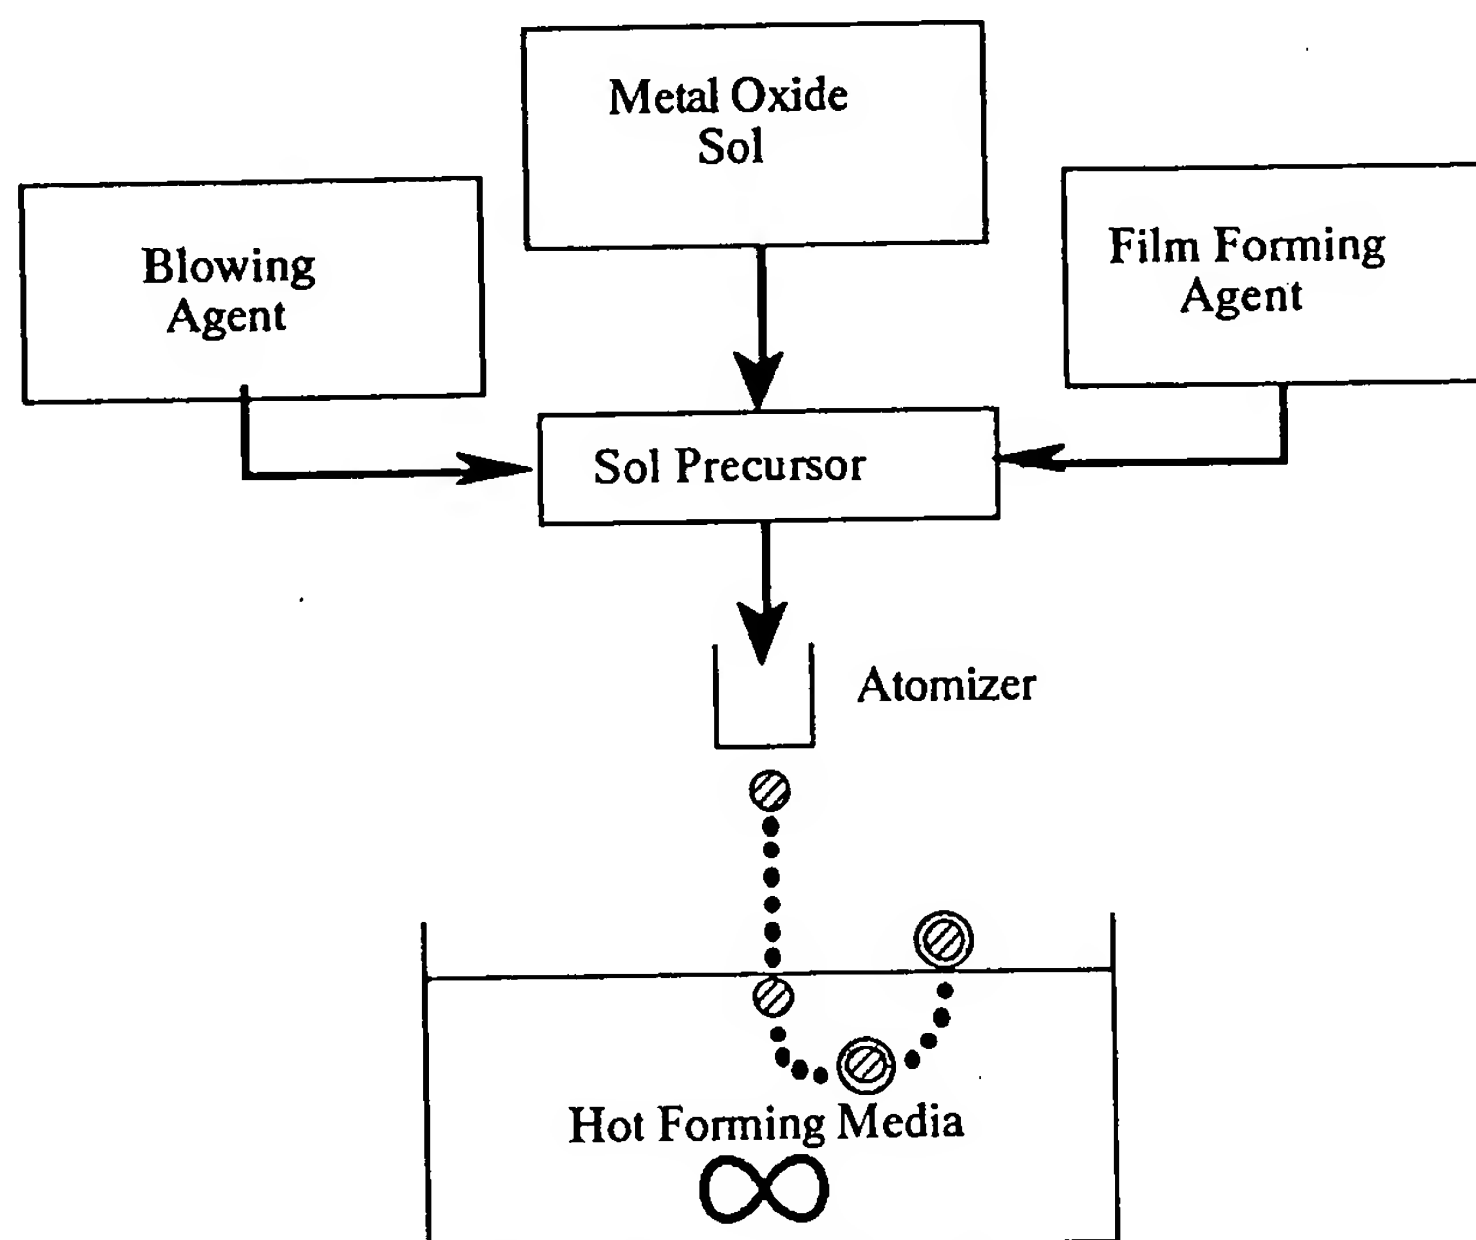 Metal Oxide
Sol
Blowing
Agent
Film Forming
Agent
Sol Precursor
Atomizer
Hot Forming Media